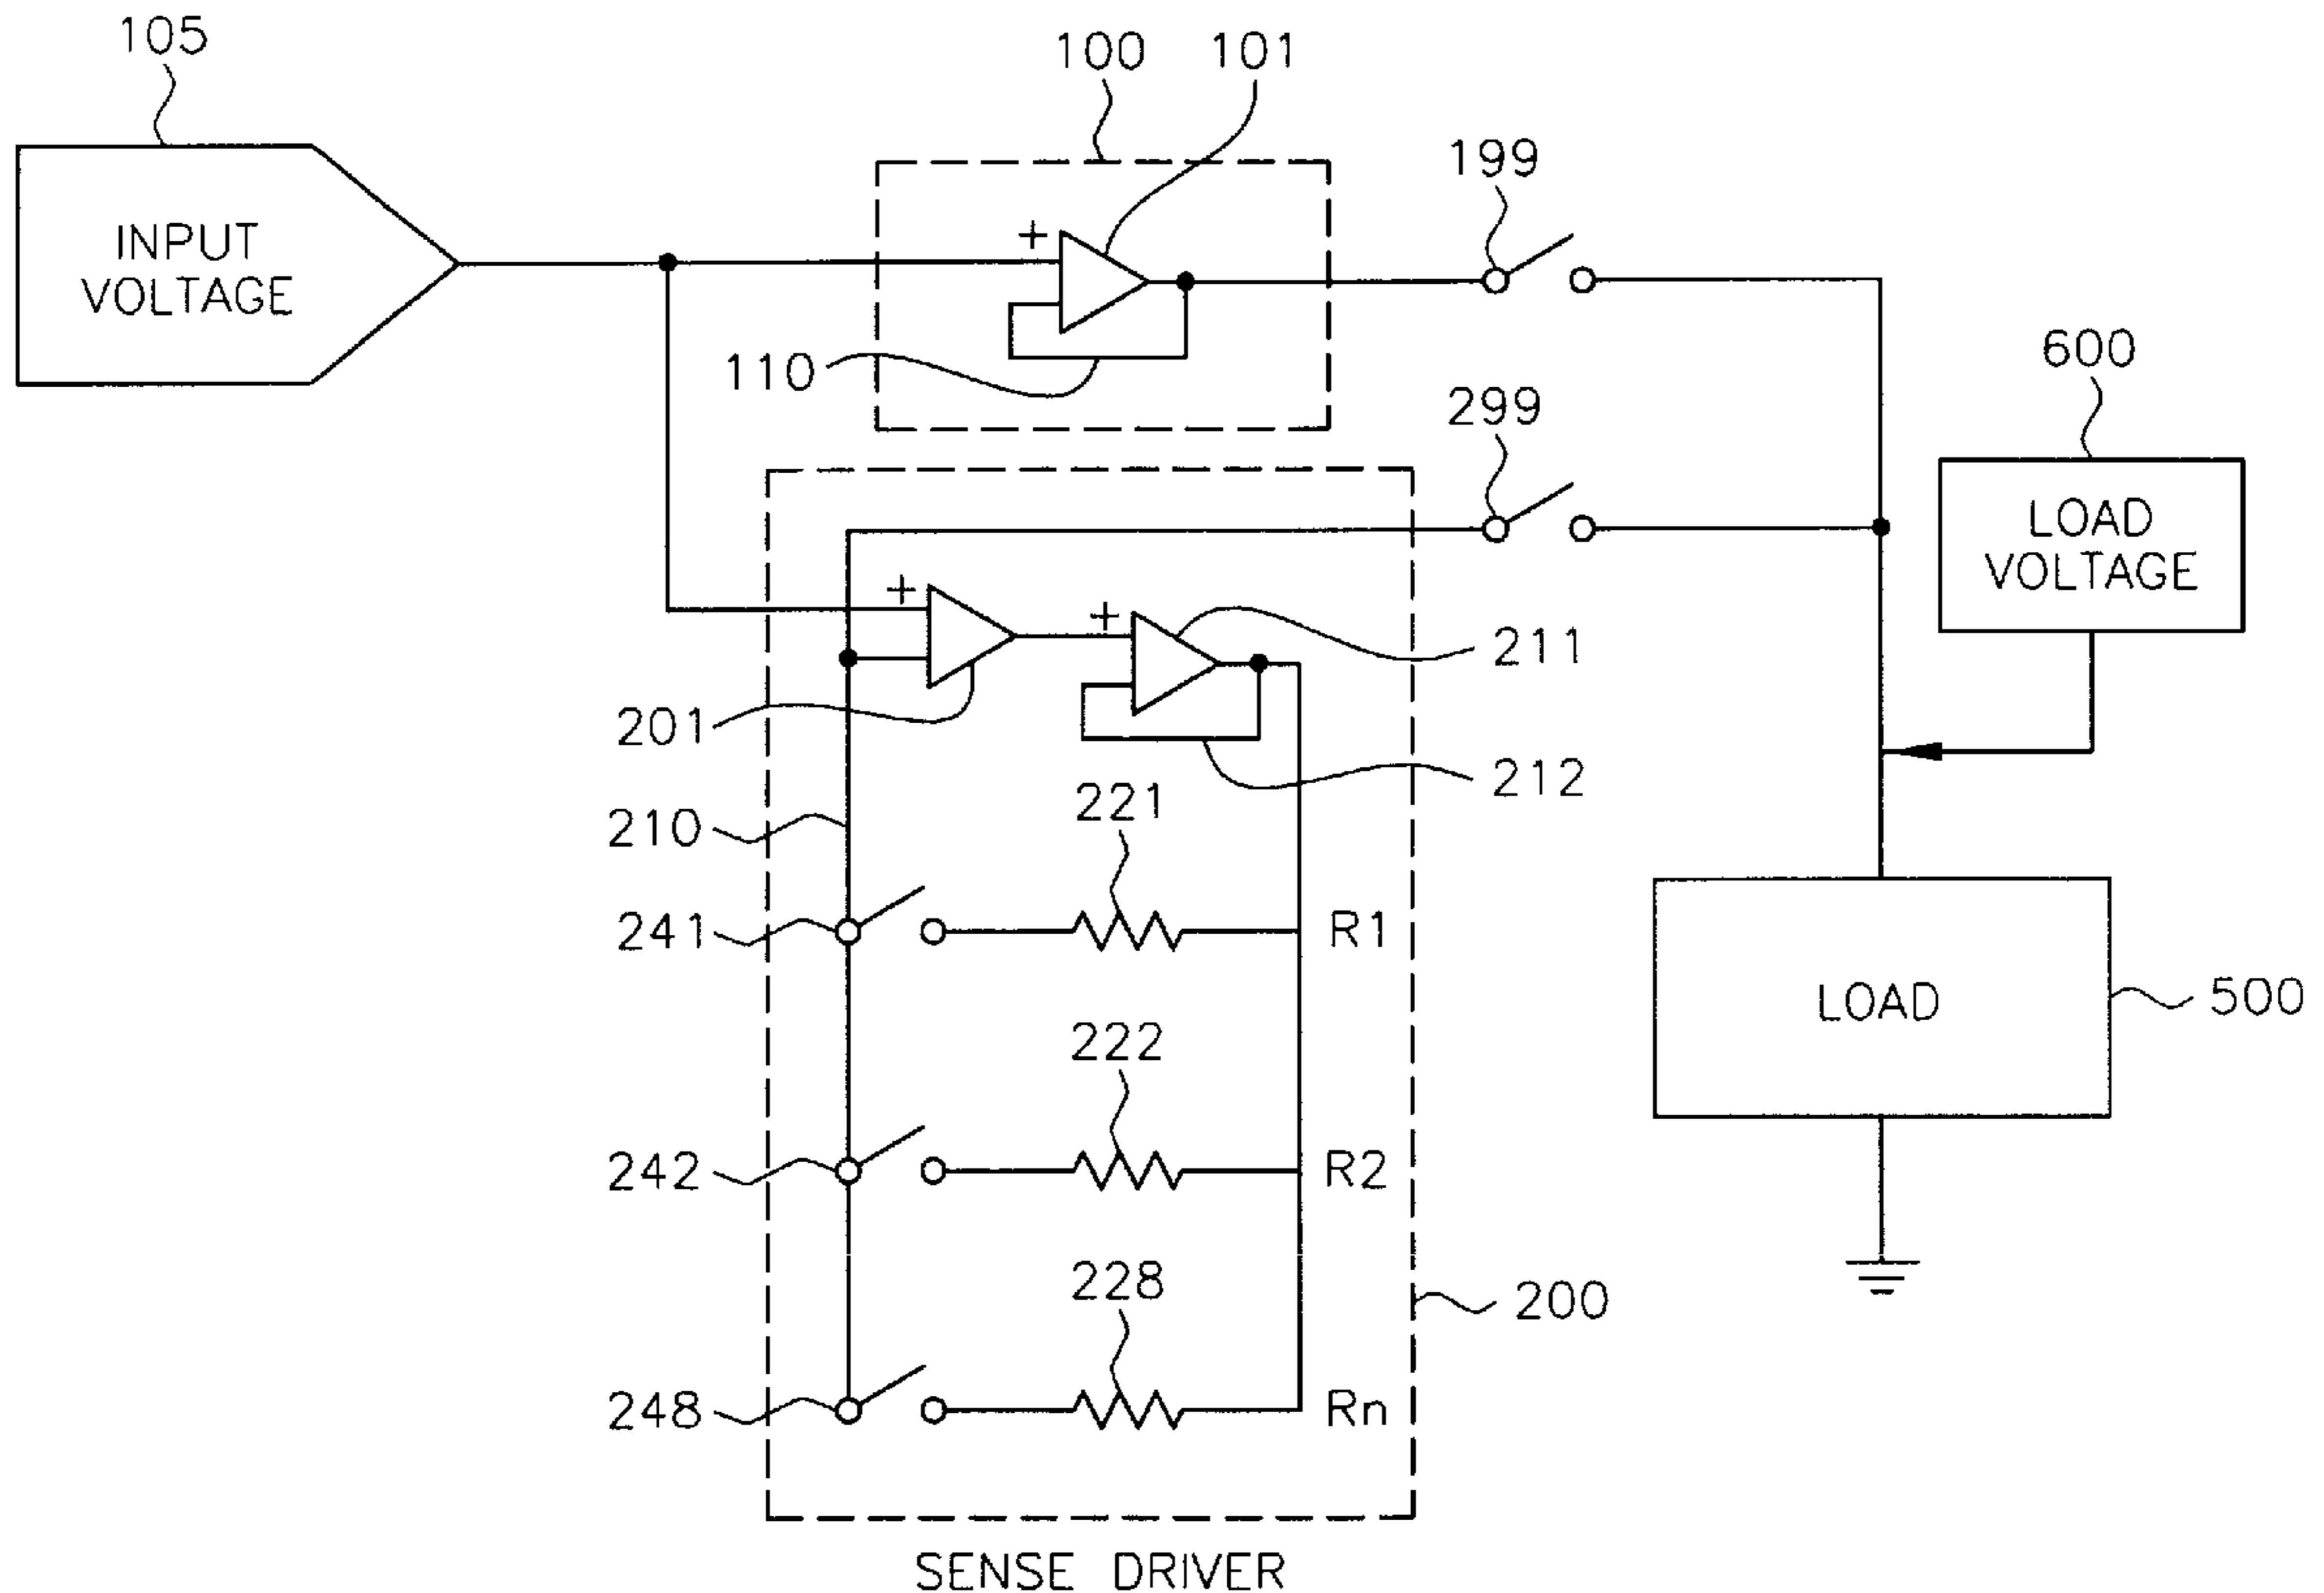 105
100
101
199
INPUT
VOLTAGE
+
110
600
299
LOAD
VOLTAGE
+
+
211
201
212
221
210
241
R1
LOAD
500
222
242
R2
228
200
248
Rn
SENSE DRIVER